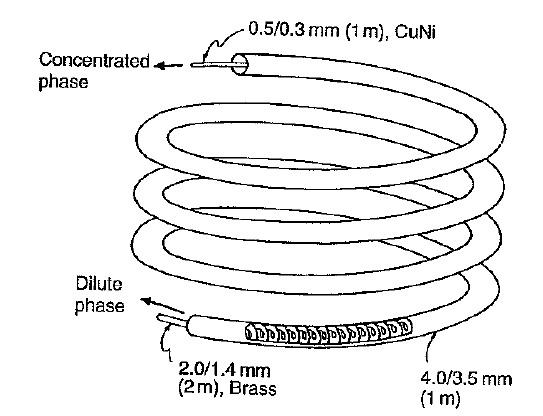 0.5/0.3 mm (1 m), CuNi
Concentrated
phase
Dilute
phase
2.0/1.4 mm
(2 m), Brass
4.0/3.5 mm
(1 m)